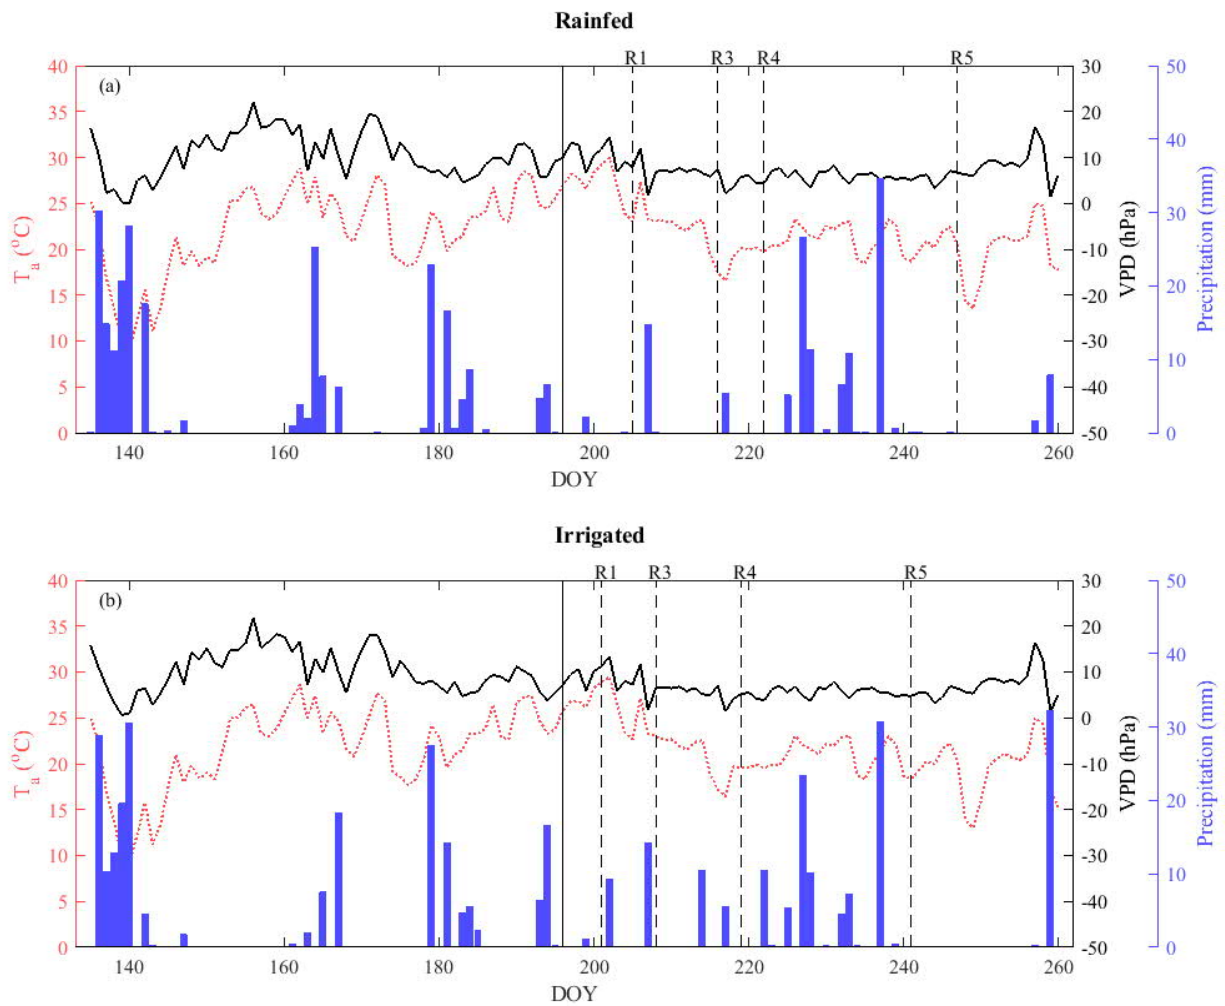 Rainfed
R1 R3 R4 R5
40 30 50
(a)
35 20 40
30 10
25 0 30
20 -10
15 -20 20
10 -30 10
5 -40
0 -50 0
Tₐ (°C)
VPD (hPa)
Precipitation (mm)
140 160 180 200 220 240 260
DOY
Irrigated
R1 R3 R4 R5
40 30 50
(b)
35 20 40
30 10
25 0 30
20 -10
15 -20 20
10 -30 10
5 -40
0 -50 0
Tₐ (°C)
VPD (hPa)
Precipitation (mm)
140 160 180 200 220 240 260
DOY